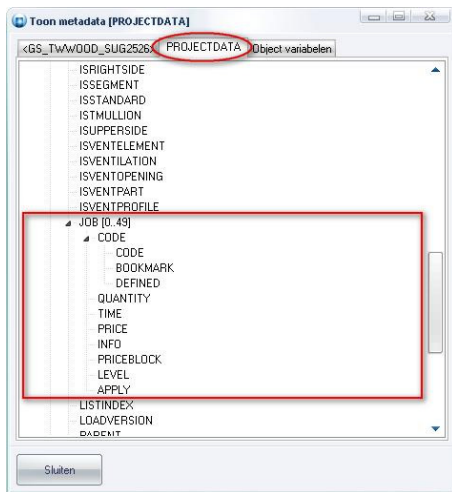 Toon metadata [PROJECTDATA]
<GS_TWWOOD_SUG2526> PROJECTDATA Object variabelen
ISRIGHTSIDE
ISSEGMENT
ISSTANDARD
ISTMULLION
ISUPPERSIDE
ISVENTELEMENT
ISVENTILATION
ISVENTOPENING
ISVENTPART
ISVENTPROFILE
JOB [0..49]
CODE
CODE
BOOKMARK
DEFINED
QUANTITY
TIME
PRICE
INFO
PRICEBLOCK
LEVEL
APPLY
LISTINDEX
LOADVERSION
PARENT
Sluiten